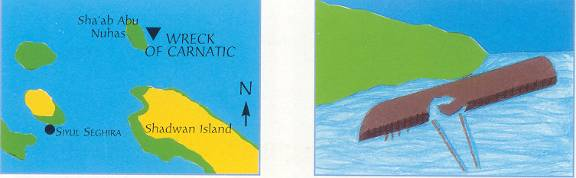 Sha'ab Abu
Nuhas
WRECK
OF CARNATIC
N
Siyul Seghira
Shadwan Island